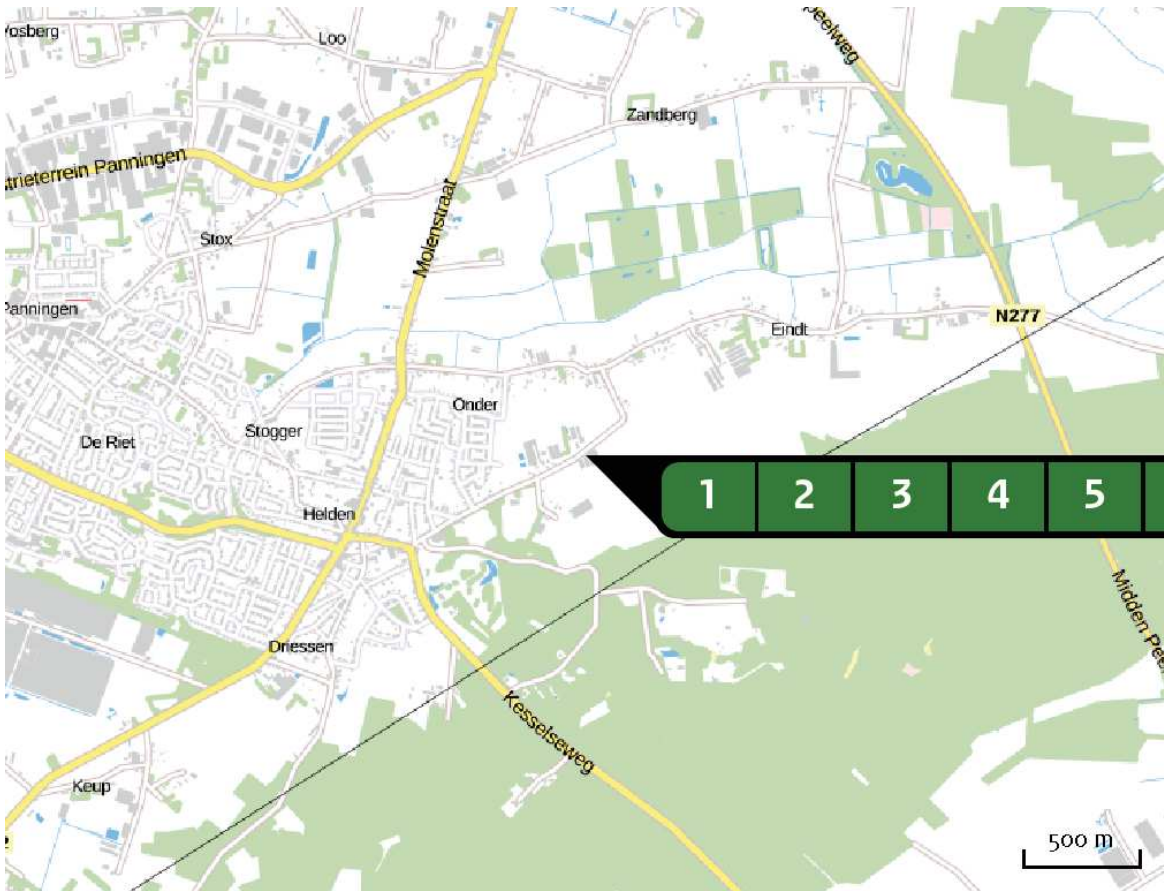 Vosberg
Loo
peelweg
Zandberg
strieterrein Panningen
Molenstraat
Stox
Panningen
N277
Eindt
Onder
Stogger
De Riet
1 2 3 4 5
Helden
Midden Pee
Driessen
Kesselseweg
Keup
500 m